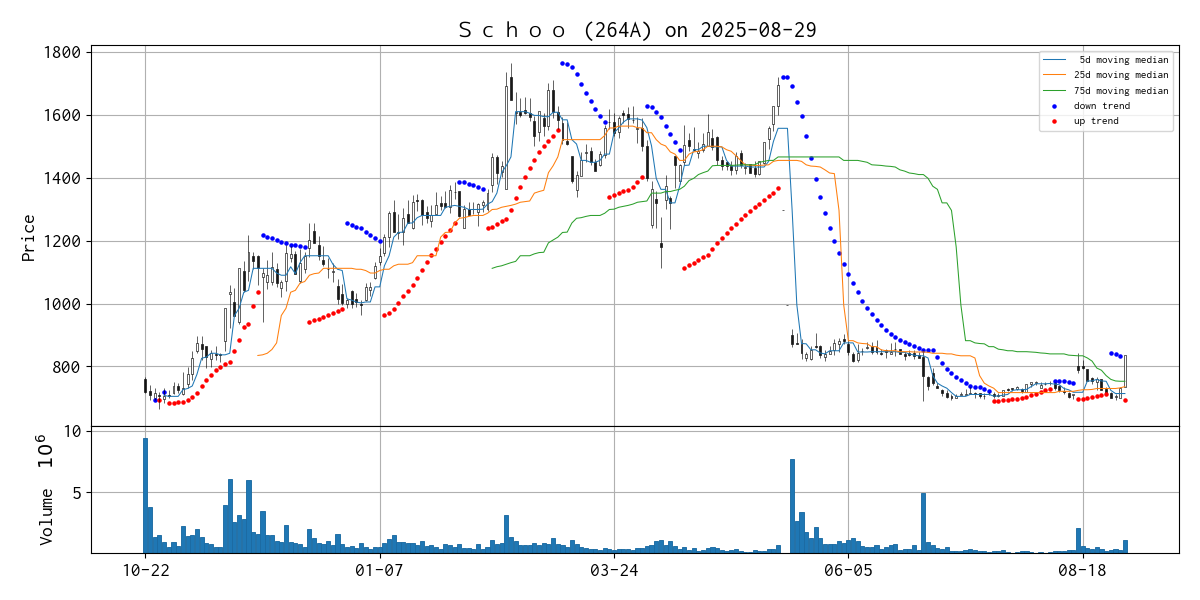 Ｓｃｈｏｏ (264A) on 2025-08-29
Price
1800
1600
1400
1200
1000
800
5d moving median
25d moving median
75d moving median
down trend
up trend
Volume 10^6
10
5
10-22
01-07
03-24
06-05
08-18